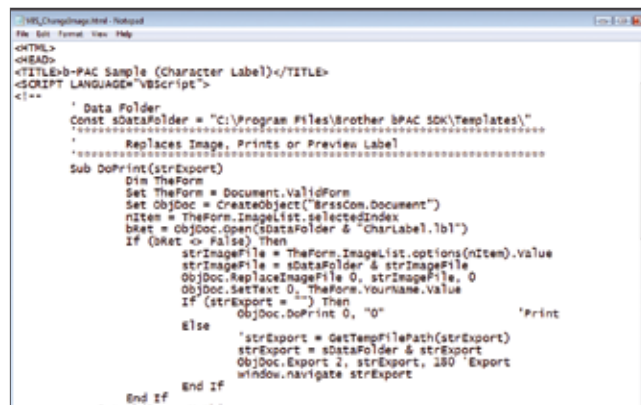 VBS_ChangeImage.html - Notepad
File Edit Format View Help
<HTML>
<HEAD>
<TITLE>b-PAC Sample (Character Label)</TITLE>
<SCRIPT LANGUAGE="VBScript">
<!--
' Data Folder
Const sDataFolder = "C:\Program Files\Brother bPAC SDK\Templates\"
'*******************************************************************
' Replaces Image, Prints or Preview Label
'*******************************************************************
Sub DoPrint(strExport)
Dim TheForm
Set TheForm = Document.ValidForm
Set ObjDoc = CreateObject("BrssCom.Document")
nItem = TheForm.ImageList.selectedIndex
bRet = ObjDoc.Open(sDataFolder & "CharLabel.lbl")
If (bRet <> False) Then
strImageFile = TheForm.ImageList.options(nItem).Value
strImageFile = sDataFolder & strImageFile
ObjDoc.ReplaceImageFile 0, strImageFile, 0
ObjDoc.SetText 0, TheForm.YourName.Value
If (strExport = "") Then
ObjDoc.DoPrint 0, "0" 'Print
Else
'strExport = GetTempFilePath(strExport)
strExport = sDataFolder & strExport
ObjDoc.Export 2, strExport, 180 'Export
window.navigate strExport
End If
End If